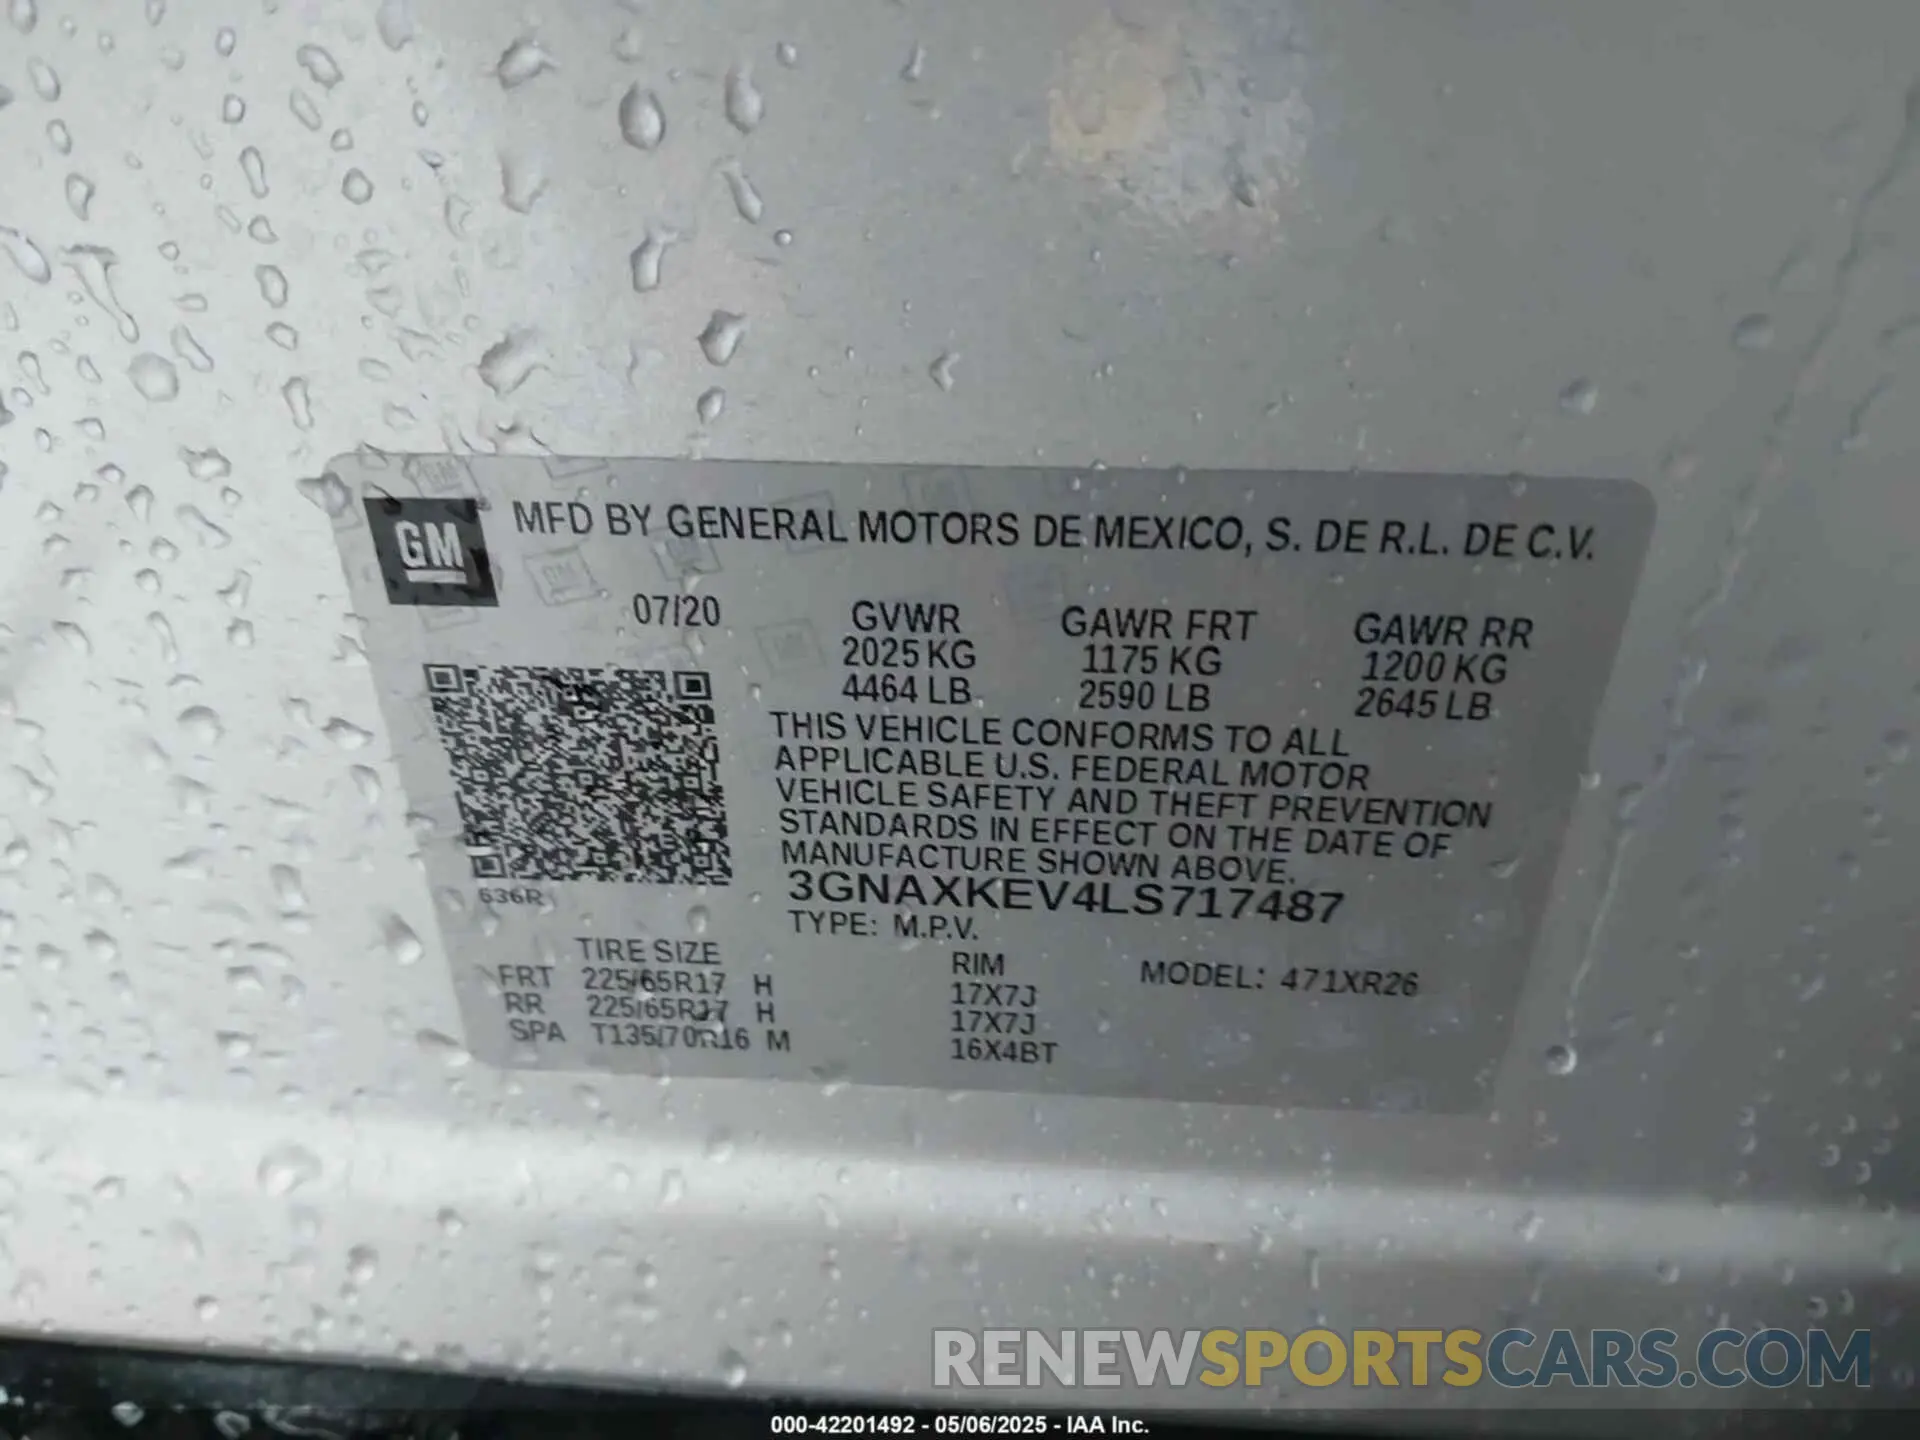 GM
MFD BY GENERAL MOTORS DE MEXICO, S. DE R.L. DE C.V.
07/20 GVWR GAWR FRT GAWR RR
2025 KG 1175 KG 1200 KG
4464 LB 2590 LB 2645 LB
THIS VEHICLE CONFORMS TO ALL
APPLICABLE U.S. FEDERAL MOTOR
VEHICLE SAFETY AND THEFT PREVENTION
STANDARDS IN EFFECT ON THE DATE OF
MANUFACTURE SHOWN ABOVE.
636R 3GNAXKEV4LS717487
TYPE: M.P.V.
TIRE SIZE RIM MODEL: 471XR26
FRT 225/65R17 H 17X7J
RR 225/65R17 H 17X7J
SPA T135/70R16 M 16X4BT
RENEWSPORTSCARS.COM
000-42201492 - 05/06/2025 - IAA Inc.